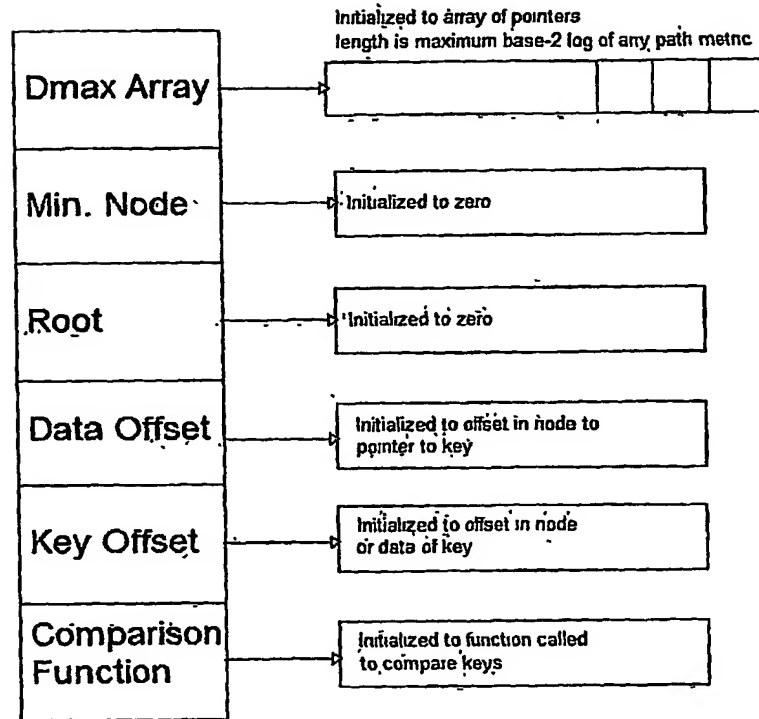 Initialized to array of pointers
length is maximum base-2 log of any path metric
Dmax Array
Min. Node
Initialized to zero
Root
Initialized to zero
Data Offset
Initialized to offset in node to
pointer to key
Key Offset
Initialized to offset in node
or data of key
Comparison
Function
Initialized to function called
to compare keys